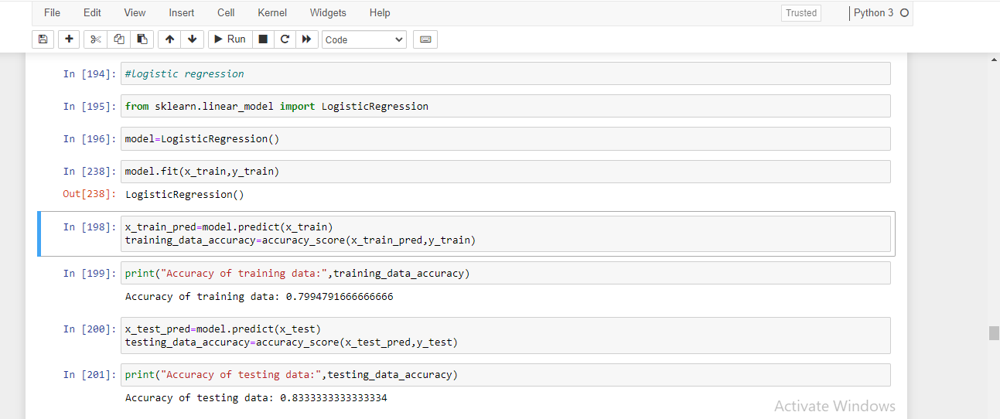 File Edit View Insert Cell Kernel Widgets Help Trusted Python 3
Run Code
In [194]: #Logistic regression
In [195]: from sklearn.linear_model import LogisticRegression
In [196]: model=LogisticRegression()
In [238]: model.fit(x_train,y_train)
Out[238]: LogisticRegression()
In [198]: x_train_pred=model.predict(x_train)
training_data_accuracy=accuracy_score(x_train_pred,y_train)
In [199]: print("Accuracy of training data:",training_data_accuracy)
Accuracy of training data: 0.7994791666666666
In [200]: x_test_pred=model.predict(x_test)
testing_data_accuracy=accuracy_score(x_test_pred,y_test)
In [201]: print("Accuracy of testing data:",testing_data_accuracy)
Accuracy of testing data: 0.8333333333333334
Activate Windows